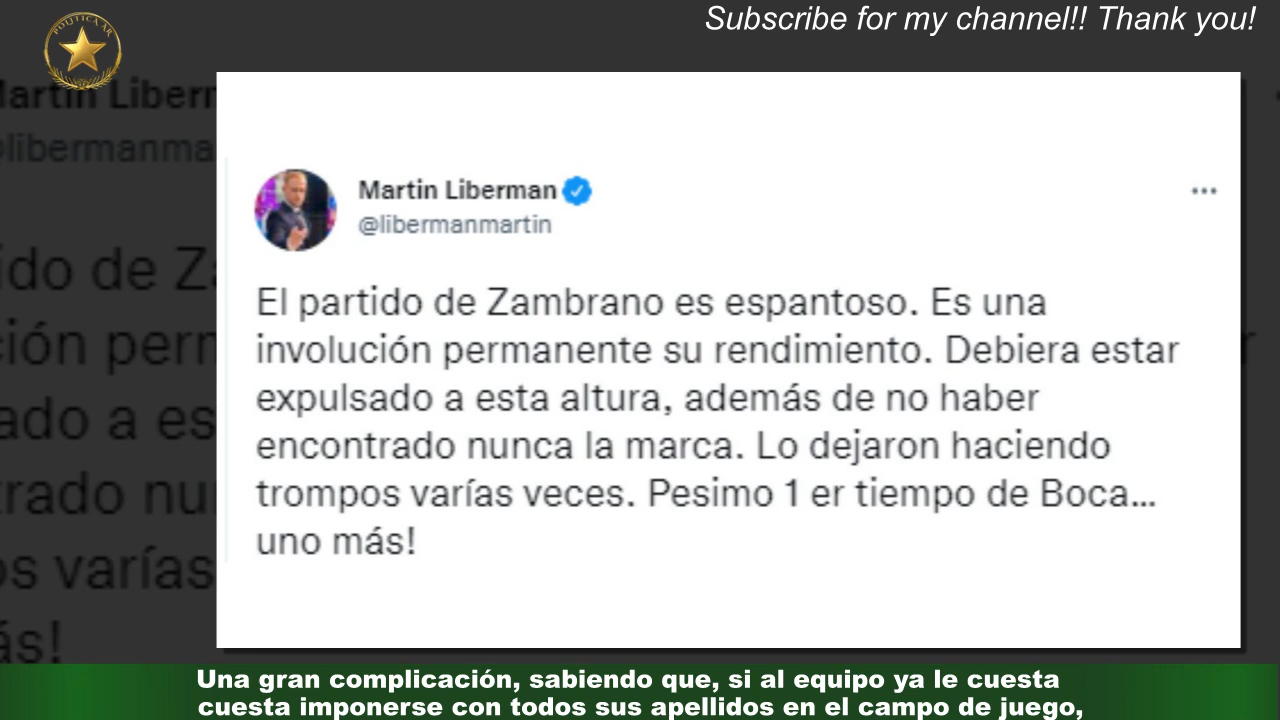 Subscribe for my channel!! Thank you!
POLITICA AR
Martin Liberman
@libermanmartin
El partido de Zambrano es espantoso. Es una
involución permanente su rendimiento. Debiera estar
expulsado a esta altura, además de no haber
encontrado nunca la marca. Lo dejaron haciendo
trompos varías veces. Pesimo 1 er tiempo de Boca...
uno más!
Una gran complicación, sabiendo que, si al equipo ya le cuesta
cuesta imponerse con todos sus apellidos en el campo de juego,